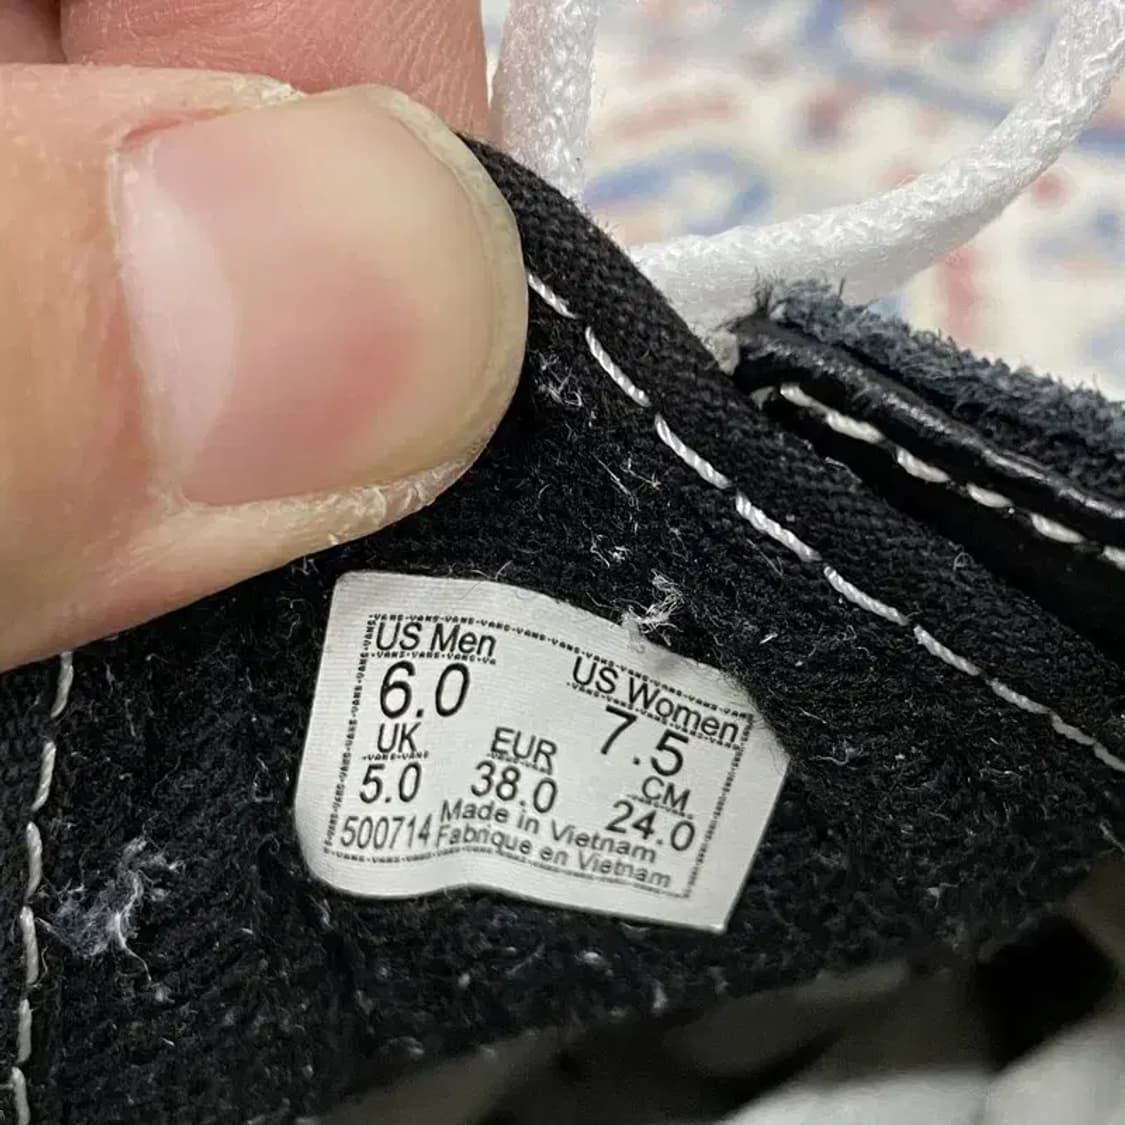 US Men US Women
6.0 7.5
UK EUR CM
5.0 38.0 24.0
500714 Made in Vietnam
Fabrique en Vietnam